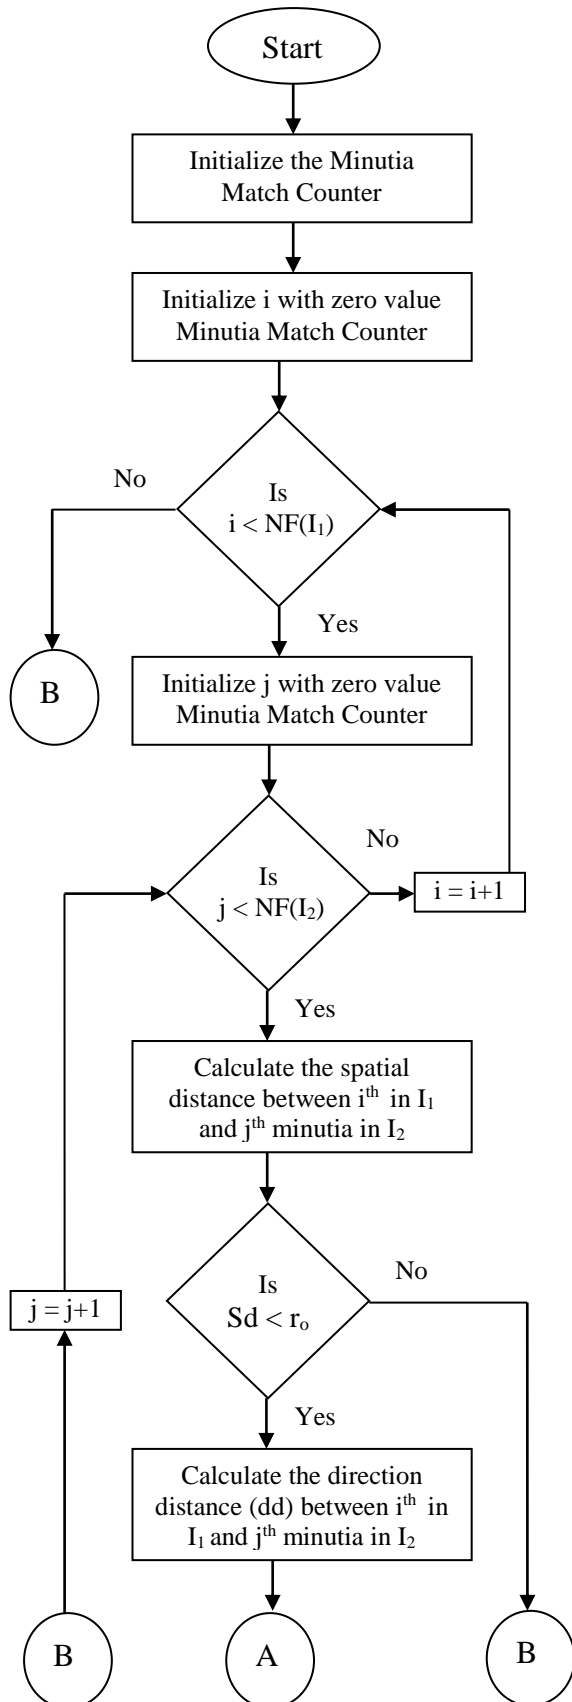 Start
Initialize the Minutia
Match Counter
Initialize i with zero value
Minutia Match Counter
No
Is
i < NF(I₁)
Yes
B
Initialize j with zero value
Minutia Match Counter
No
Is
j < NF(I₂)
i = i+1
Yes
Calculate the spatial
distance between iᵗʰ in I₁
and jᵗʰ minutia in I₂
No
Is
Sd < rₒ
j = j+1
Yes
Calculate the direction
distance (dd) between iᵗʰ in
I₁ and jᵗʰ minutia in I₂
B
A
B